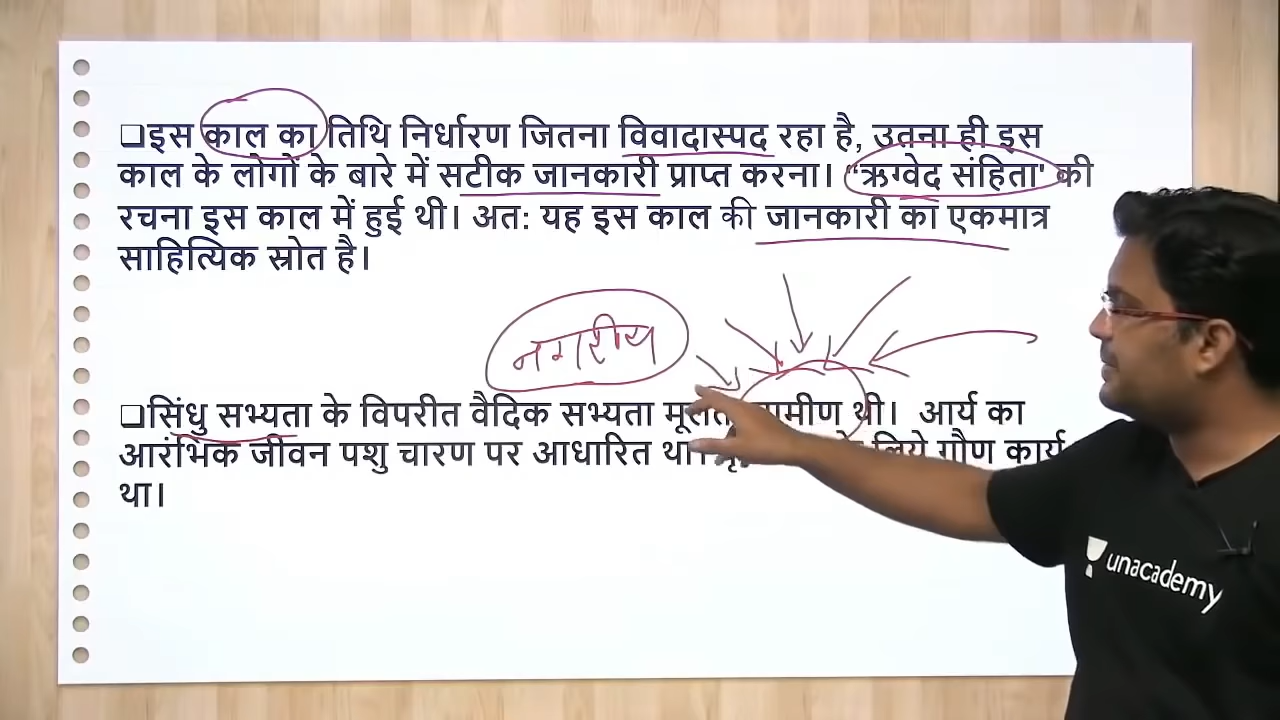 ❑इस काल का तिथि निर्धारण जितना विवादास्पद रहा है, उतना ही इस
काल के लोगों के बारे में सटीक जानकारी प्राप्त करना। "ऋग्वेद संहिता' की
रचना इस काल में हुई थी। अत: यह इस काल की जानकारी का एकमात्र
साहित्यिक स्रोत है।
नगरीय
❑सिंधु सभ्यता के विपरीत वैदिक सभ्यता ग्रामीण थी। आर्य का
आरंभिक जीवन पशु चारण पर आधारित था। लिये गौण कार्य
था।
unacademy